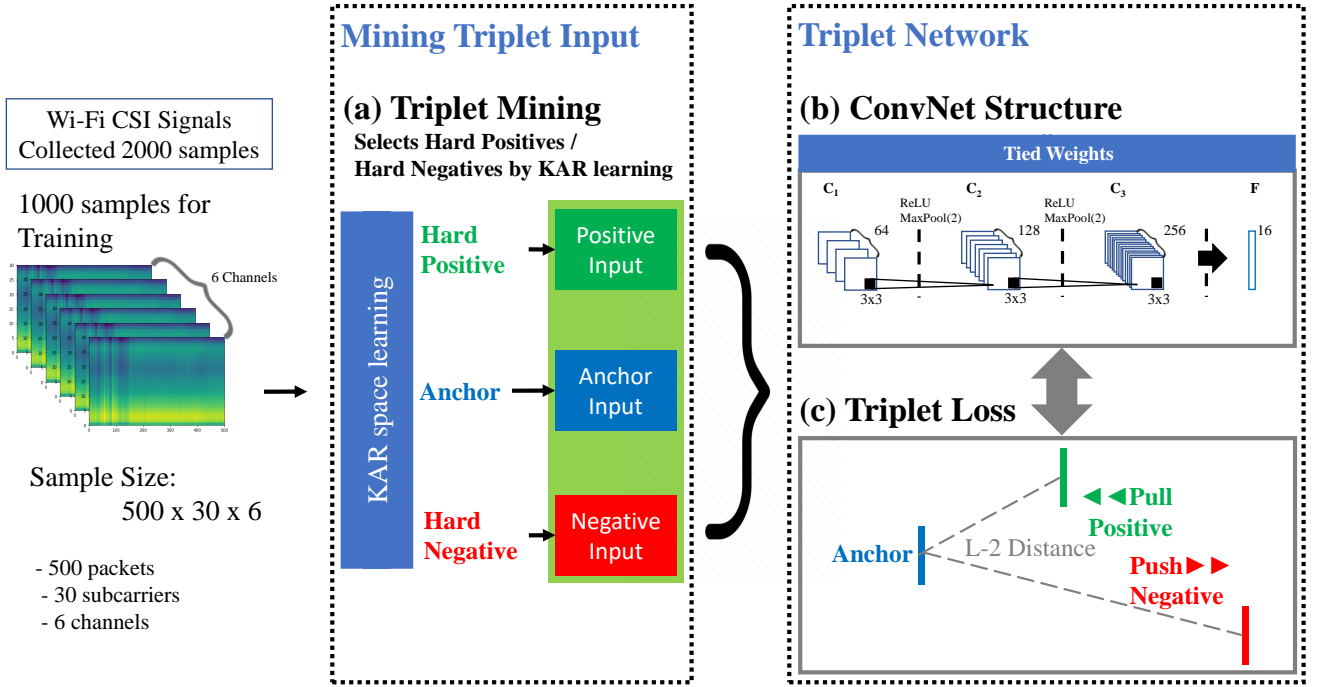 Wi-Fi CSI Signals
Collected 2000 samples
1000 samples for
Training
6 Channels
Sample Size:
500 x 30 x 6
- 500 packets
- 30 subcarriers
- 6 channels
Mining Triplet Input
(a) Triplet Mining
Selects Hard Positives /
Hard Negatives by KAR learning
KAR space learning
Hard
Positive
Positive
Input
Anchor
Anchor
Input
Hard
Negative
Negative
Input
Triplet Network
(b) ConvNet Structure
Tied Weights
C1
ReLU
MaxPool(2)
C2
ReLU
MaxPool(2)
C3
F
64
128
256
16
3x3
-
3x3
-
3x3
-
(c) Triplet Loss
◄◄Pull
Positive
Anchor
L-2 Distance
Push►►
Negative